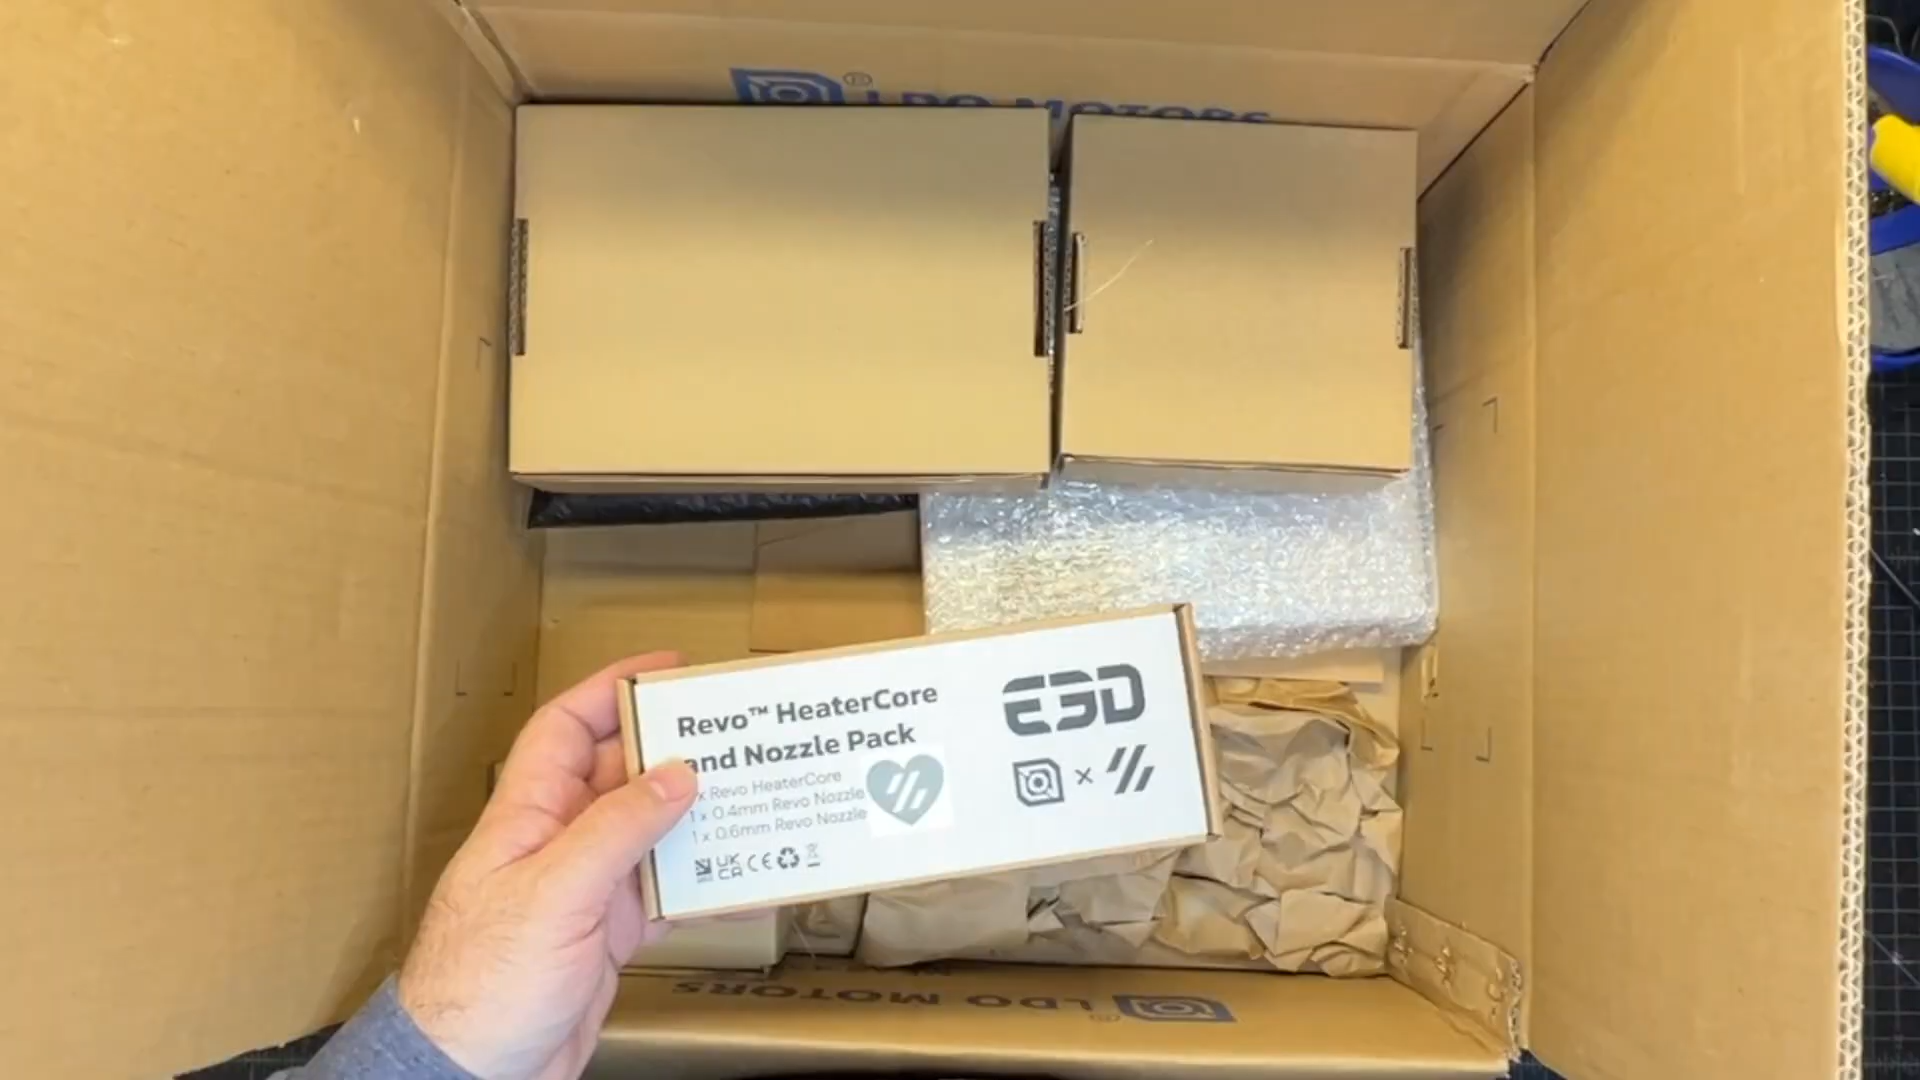 ® LDO MOTORS
Revo™ HeaterCore
and Nozzle Pack
x Revo HeaterCore
1 x 0.4mm Revo Nozzle
1 x 0.6mm Revo Nozzle
UK
CA CE
E3D
x
LDO MOTORS ®